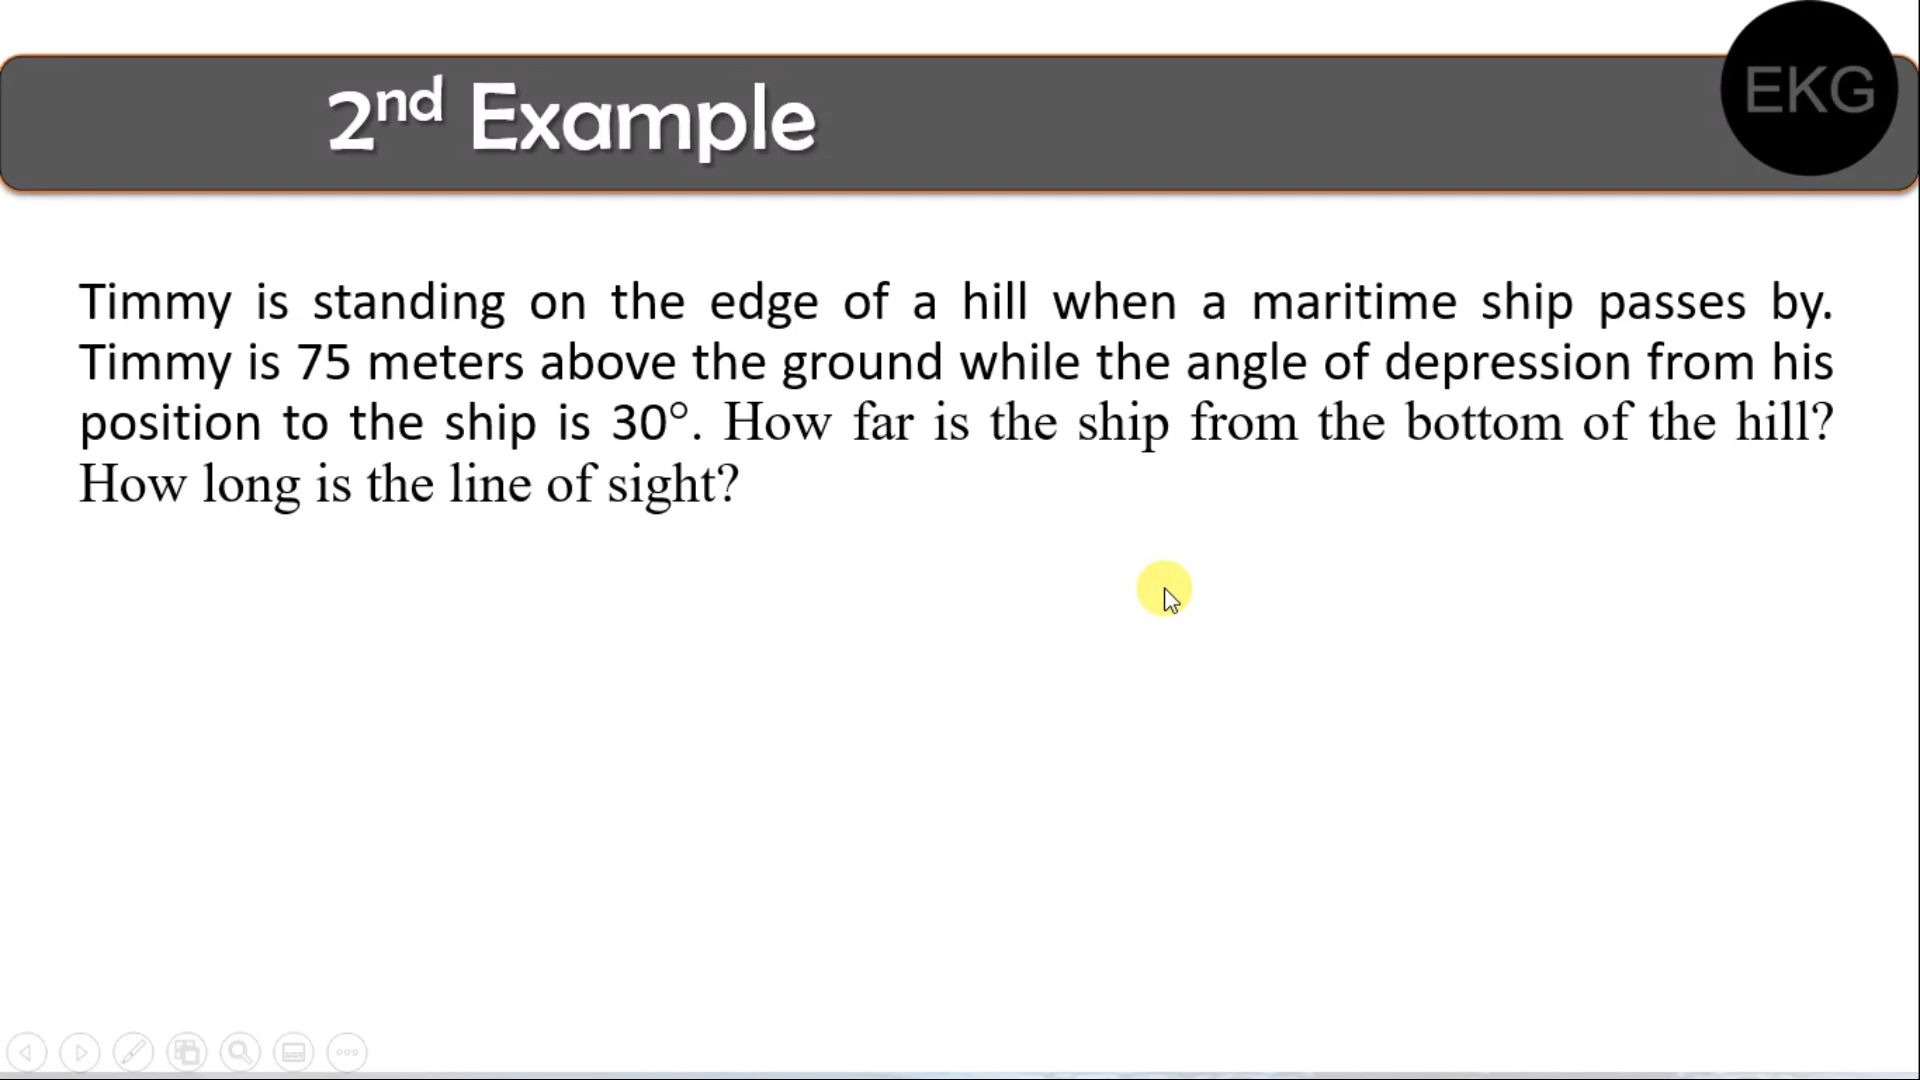 2nd Example
EKG
Timmy is standing on the edge of a hill when a maritime ship passes by.
Timmy is 75 meters above the ground while the angle of depression from his
position to the ship is 30°. How far is the ship from the bottom of the hill?
How long is the line of sight?